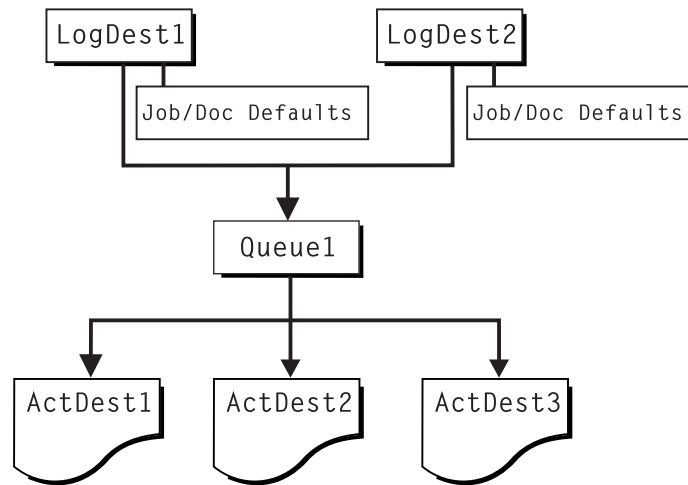 LogDest1
LogDest2
Job/Doc Defaults
Job/Doc Defaults
Queue1
ActDest1
ActDest2
ActDest3